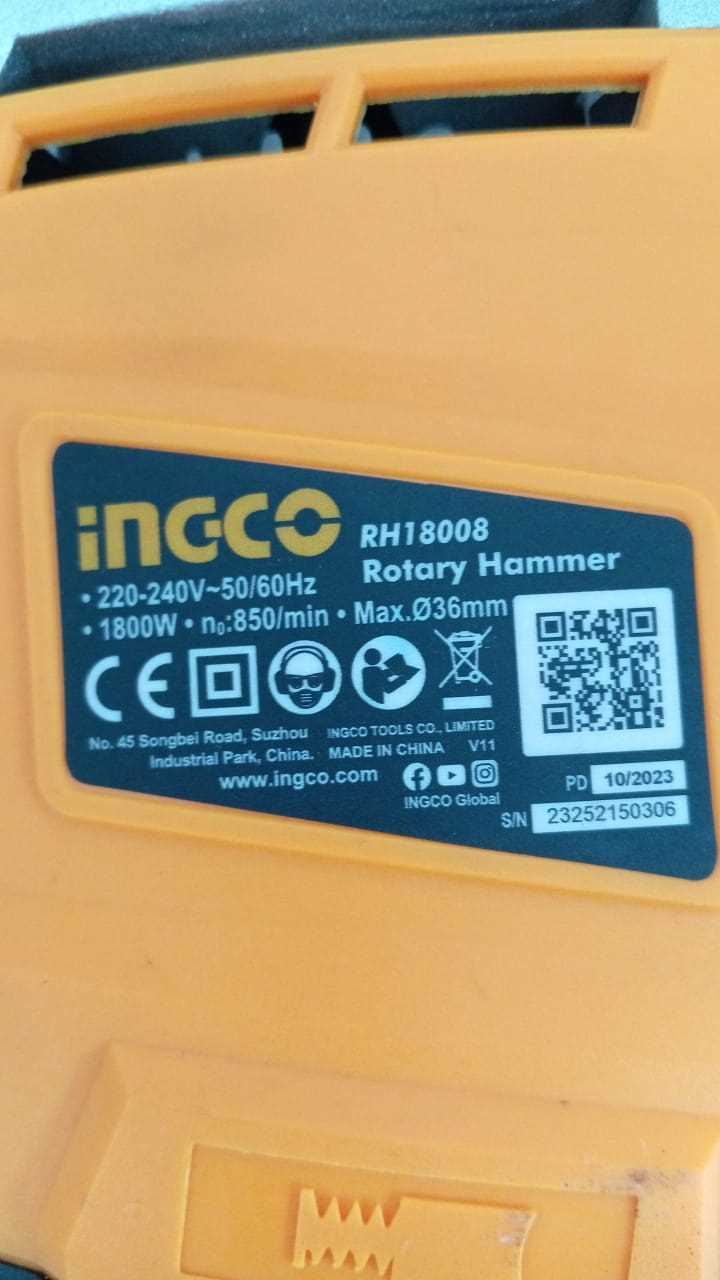 INGCO
RH18008
Rotary Hammer
• 220-240V~50/60Hz
• 1800W • n₀:850/min • Max.Ø36mm
CE
No. 45 Songbei Road, Suzhou
Industrial Park, China.
INGCO TOOLS CO., LIMITED
MADE IN CHINA V11
www.ingco.com
INGCO Global
PD 10/2023
S/N 23252150306